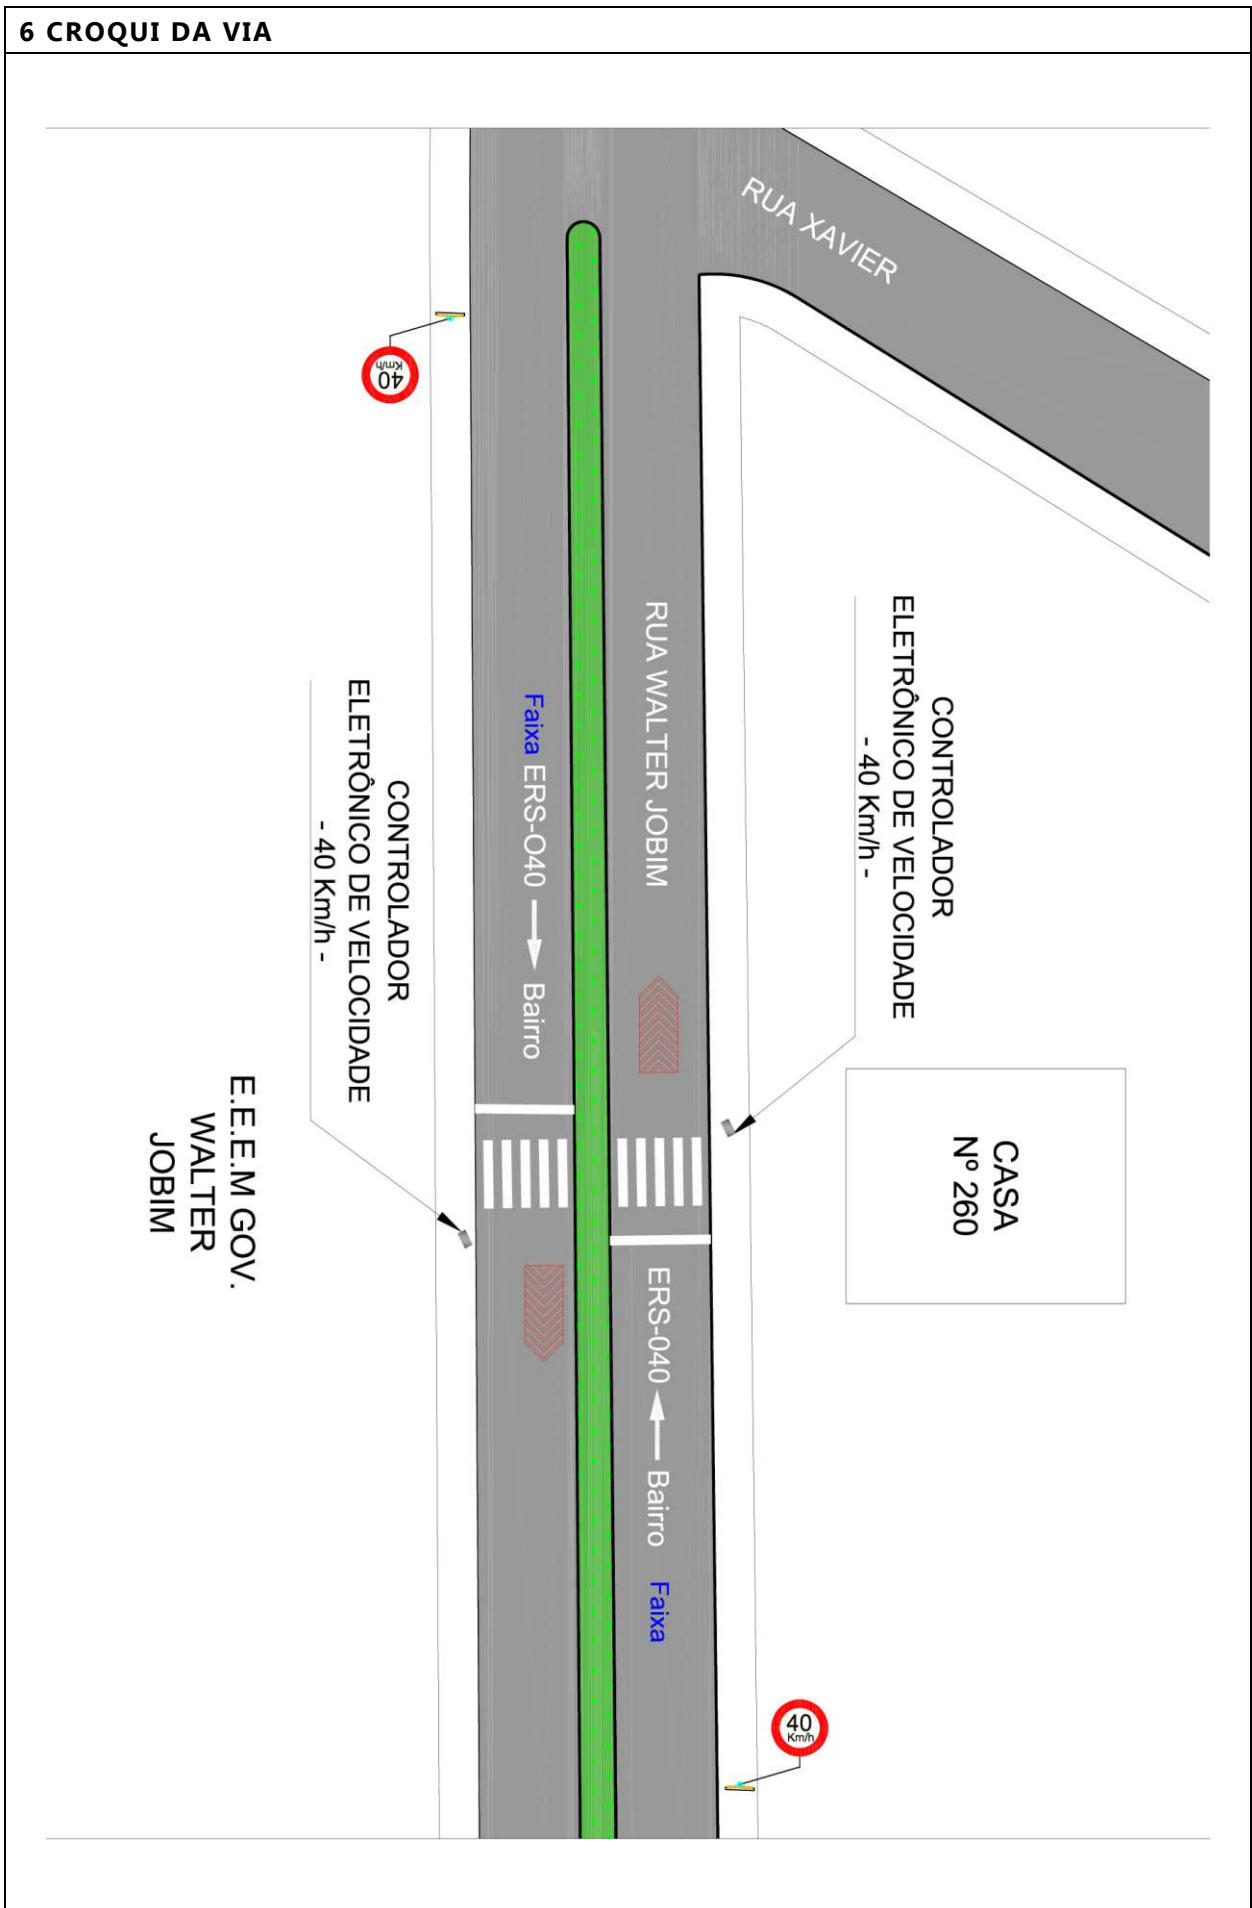 6 CROQUI DA VIA
RUA XAVIER
40
Km/h
RUA WALTER JOBIM
CONTROLADOR
ELETRÔNICO DE VELOCIDADE
- 40 Km/h -
Faixa ERS-O40 Bairro
CONTROLADOR
ELETRÔNICO DE VELOCIDADE
- 40 Km/h -
CASA
Nº 260
E.E.E.M GOV.
WALTER
JOBIM
ERS-040 Bairro Faixa
40
Km/h